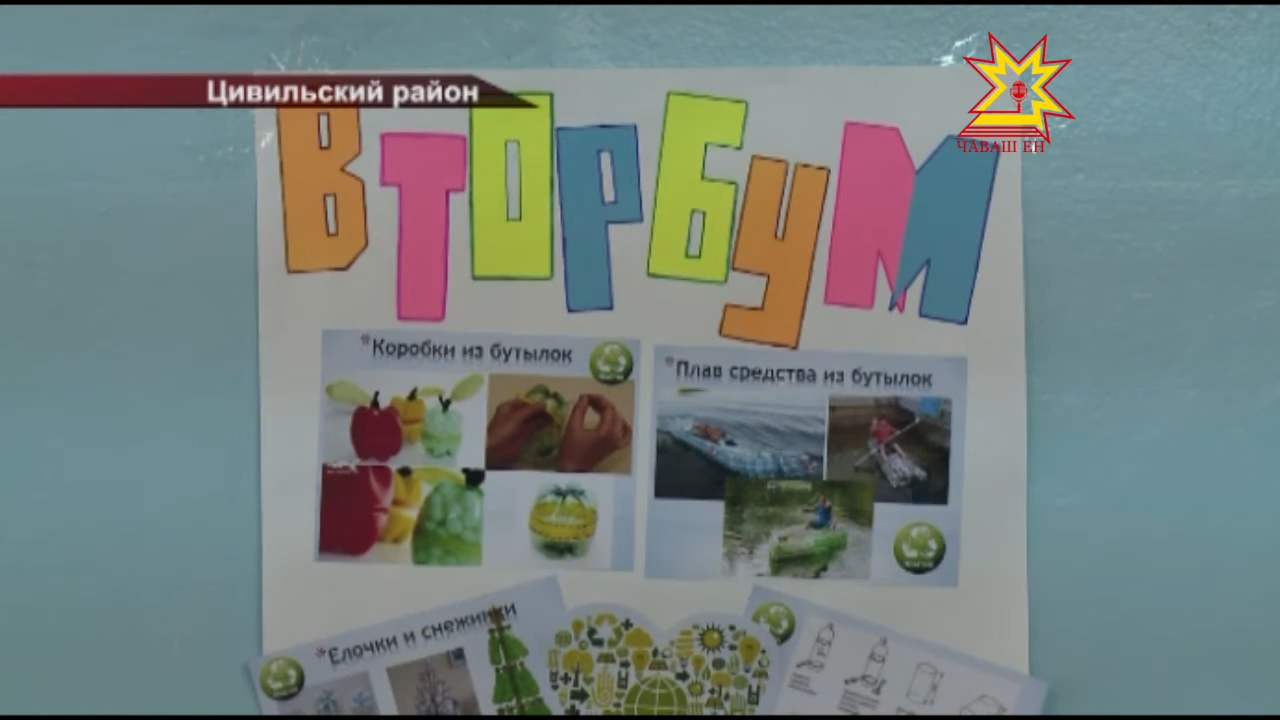 Цивильский район
ЧАВАШ ЕН
ВТОРБУМ
*Коробки из бутылок
*Плав средства из бутылок
*Елочки и снежинки